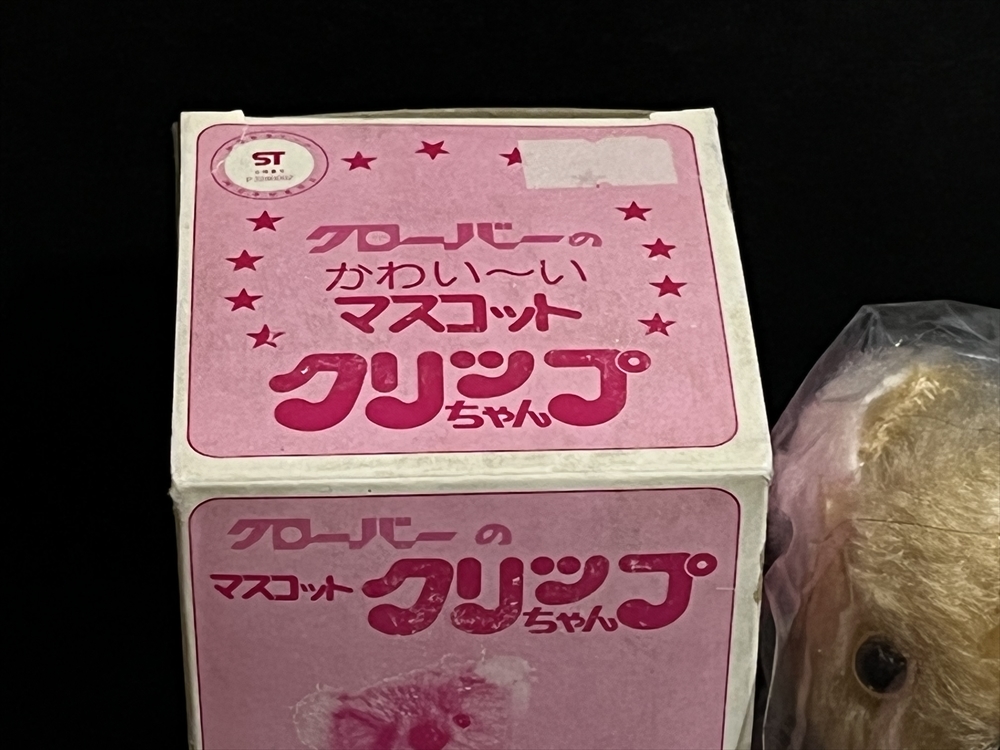 ST
クローバーの
かわい〜い
マスコット
クリップちゃん
クローバーの
マスコット クリップちゃん